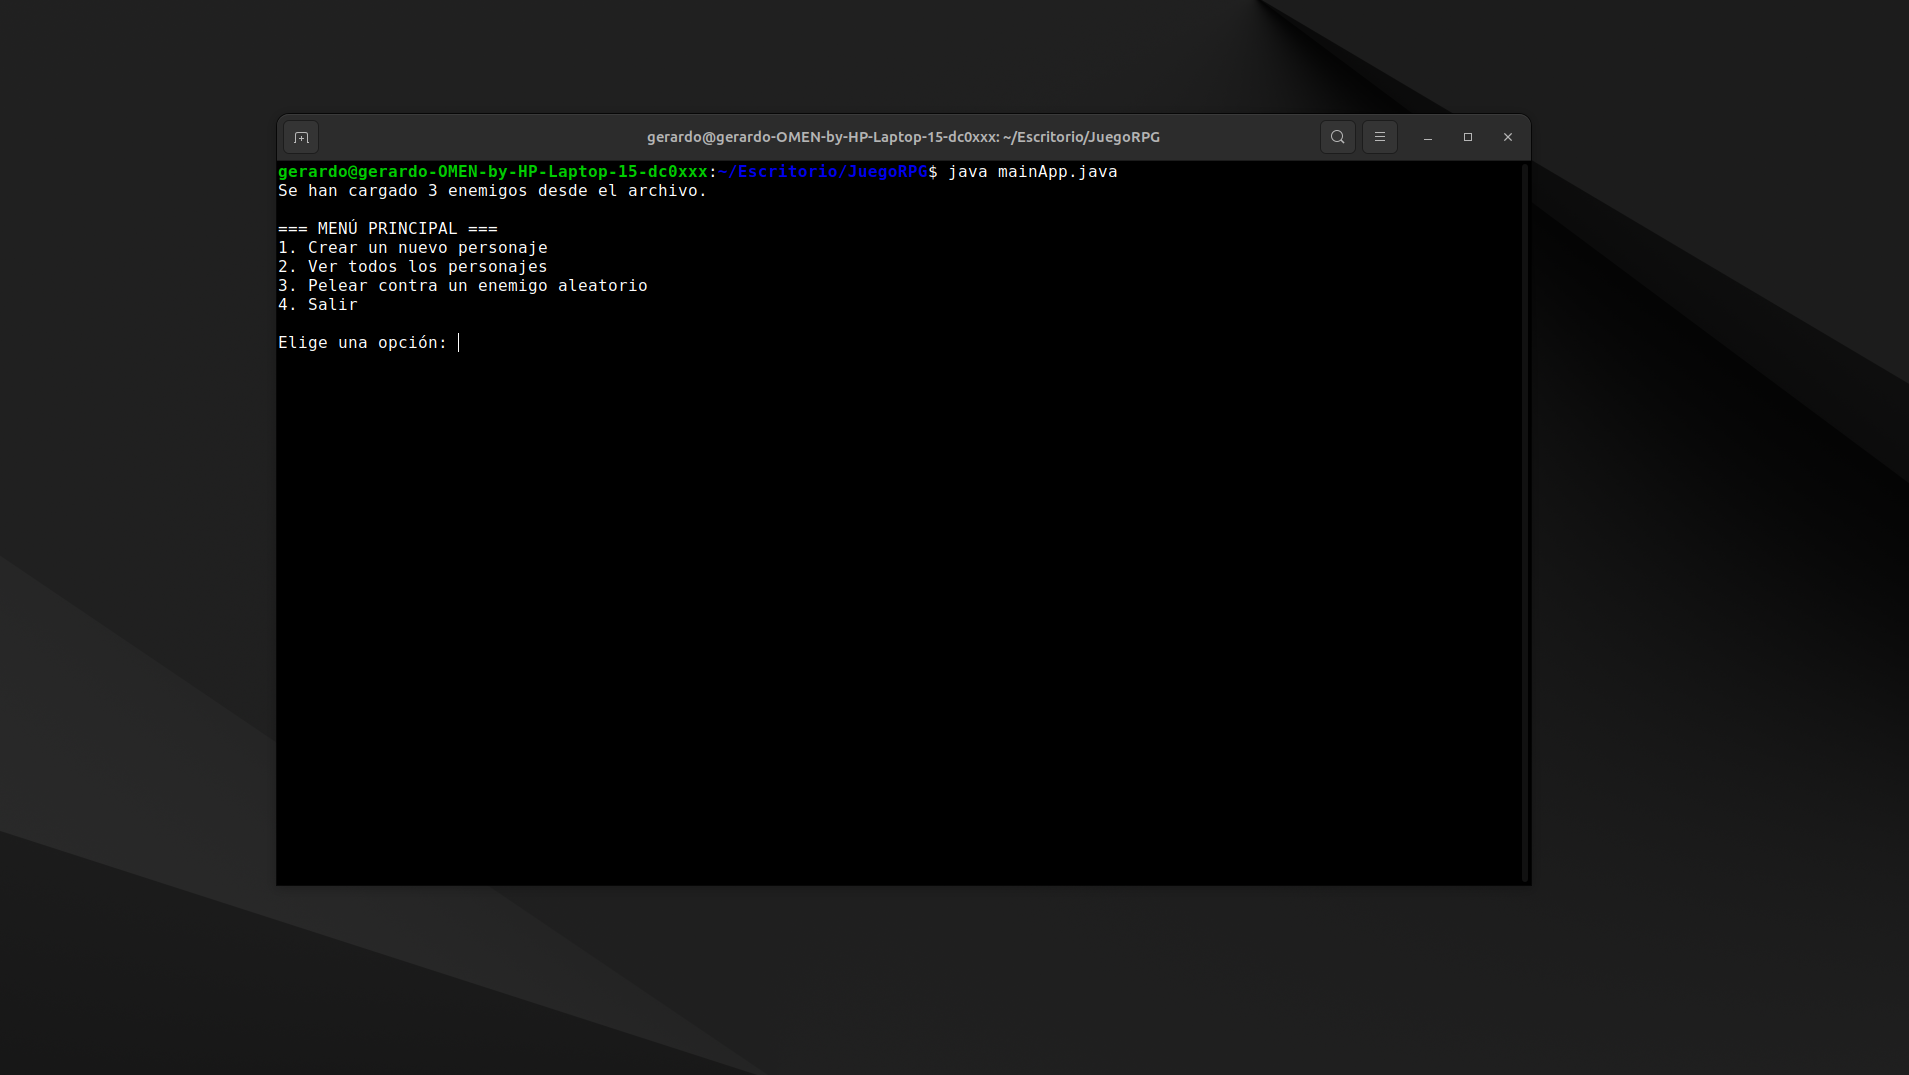 gerardo@gerardo-OMEN-by-HP-Laptop-15-dc0xxx: ~/Escritorio/JuegoRPG
gerardo@gerardo-OMEN-by-HP-Laptop-15-dc0xxx:~/Escritorio/JuegoRPG$ java mainApp.java
Se han cargado 3 enemigos desde el archivo.
=== MENÚ PRINCIPAL ===
1. Crear un nuevo personaje
2. Ver todos los personajes
3. Pelear contra un enemigo aleatorio
4. Salir
Elige una opción: